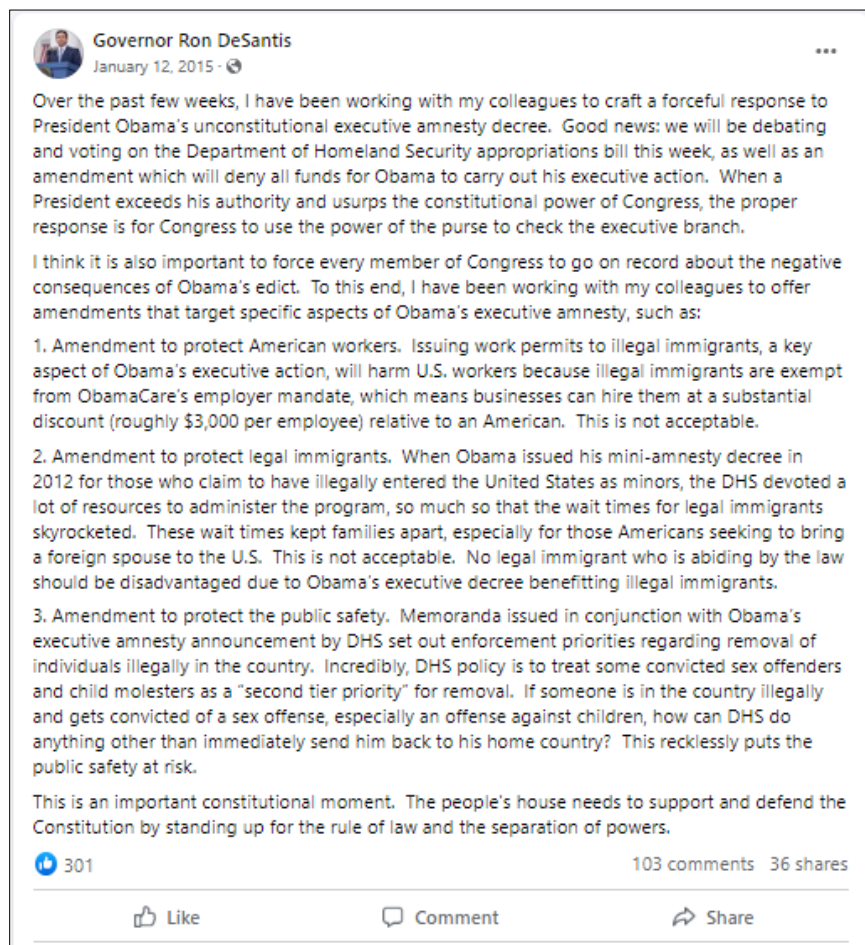 Governor Ron DeSantis
January 12, 2015 ·
Over the past few weeks, I have been working with my colleagues to craft a forceful response to
President Obama's unconstitutional executive amnesty decree.  Good news: we will be debating
and voting on the Department of Homeland Security appropriations bill this week, as well as an
amendment which will deny all funds for Obama to carry out his executive action.  When a
President exceeds his authority and usurps the constitutional power of Congress, the proper
response is for Congress to use the power of the purse to check the executive branch.
I think it is also important to force every member of Congress to go on record about the negative
consequences of Obama's edict.  To this end, I have been working with my colleagues to offer
amendments that target specific aspects of Obama's executive amnesty, such as:
1. Amendment to protect American workers.  Issuing work permits to illegal immigrants, a key
aspect of Obama's executive action, will harm U.S. workers because illegal immigrants are exempt
from ObamaCare's employer mandate, which means businesses can hire them at a substantial
discount (roughly $3,000 per employee) relative to an American.  This is not acceptable.
2. Amendment to protect legal immigrants.  When Obama issued his mini-amnesty decree in
2012 for those who claim to have illegally entered the United States as minors, the DHS devoted a
lot of resources to administer the program, so much so that the wait times for legal immigrants
skyrocketed.  These wait times kept families apart, especially for those Americans seeking to bring
a foreign spouse to the U.S.  This is not acceptable.  No legal immigrant who is abiding by the law
should be disadvantaged due to Obama's executive decree benefitting illegal immigrants.
3. Amendment to protect the public safety.  Memoranda issued in conjunction with Obama's
executive amnesty announcement by DHS set out enforcement priorities regarding removal of
individuals illegally in the country.  Incredibly, DHS policy is to treat some convicted sex offenders
and child molesters as a "second tier priority" for removal.  If someone is in the country illegally
and gets convicted of a sex offense, especially an offense against children, how can DHS do
anything other than immediately send him back to his home country?  This recklessly puts the
public safety at risk.
This is an important constitutional moment.  The people's house needs to support and defend the
Constitution by standing up for the rule of law and the separation of powers.
301 103 comments 36 shares
Like Comment Share